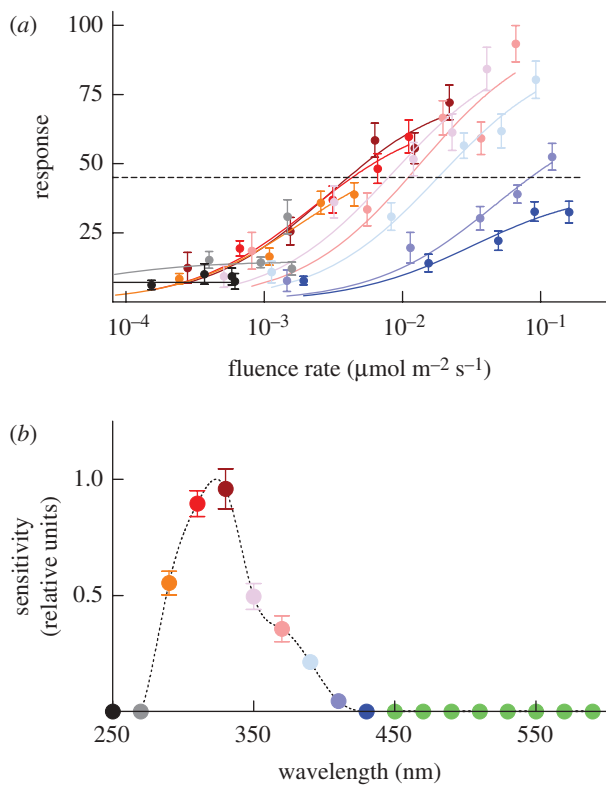 (a)
100
75
50
25
response
10⁻⁴ 10⁻³ 10⁻² 10⁻¹
fluence rate (µmol m⁻² s⁻¹)
(b)
1.0
0.5
sensitivity
(relative units)
250 350 450 550
wavelength (nm)